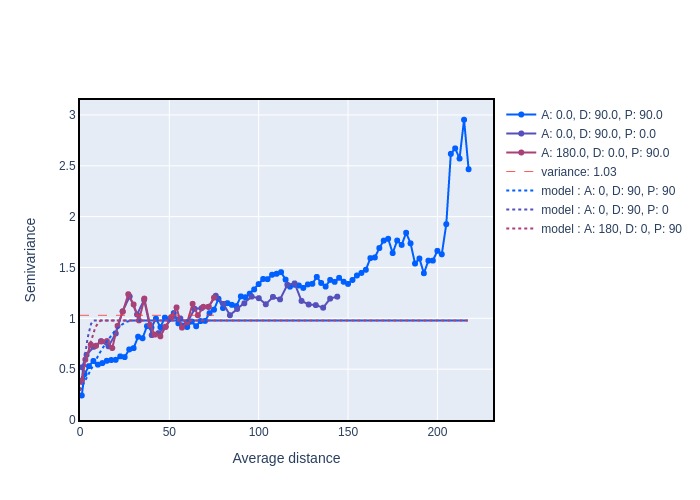 3
2.5
2
1.5
1
0.5
0
0
50
100
150
200
Semivariance
Average distance
A: 0.0, D: 90.0, P: 90.0
A: 0.0, D: 90.0, P: 0.0
A: 180.0, D: 0.0, P: 90.0
variance: 1.03
model : A: 0, D: 90, P: 90
model : A: 0, D: 90, P: 0
model : A: 180, D: 0, P: 90